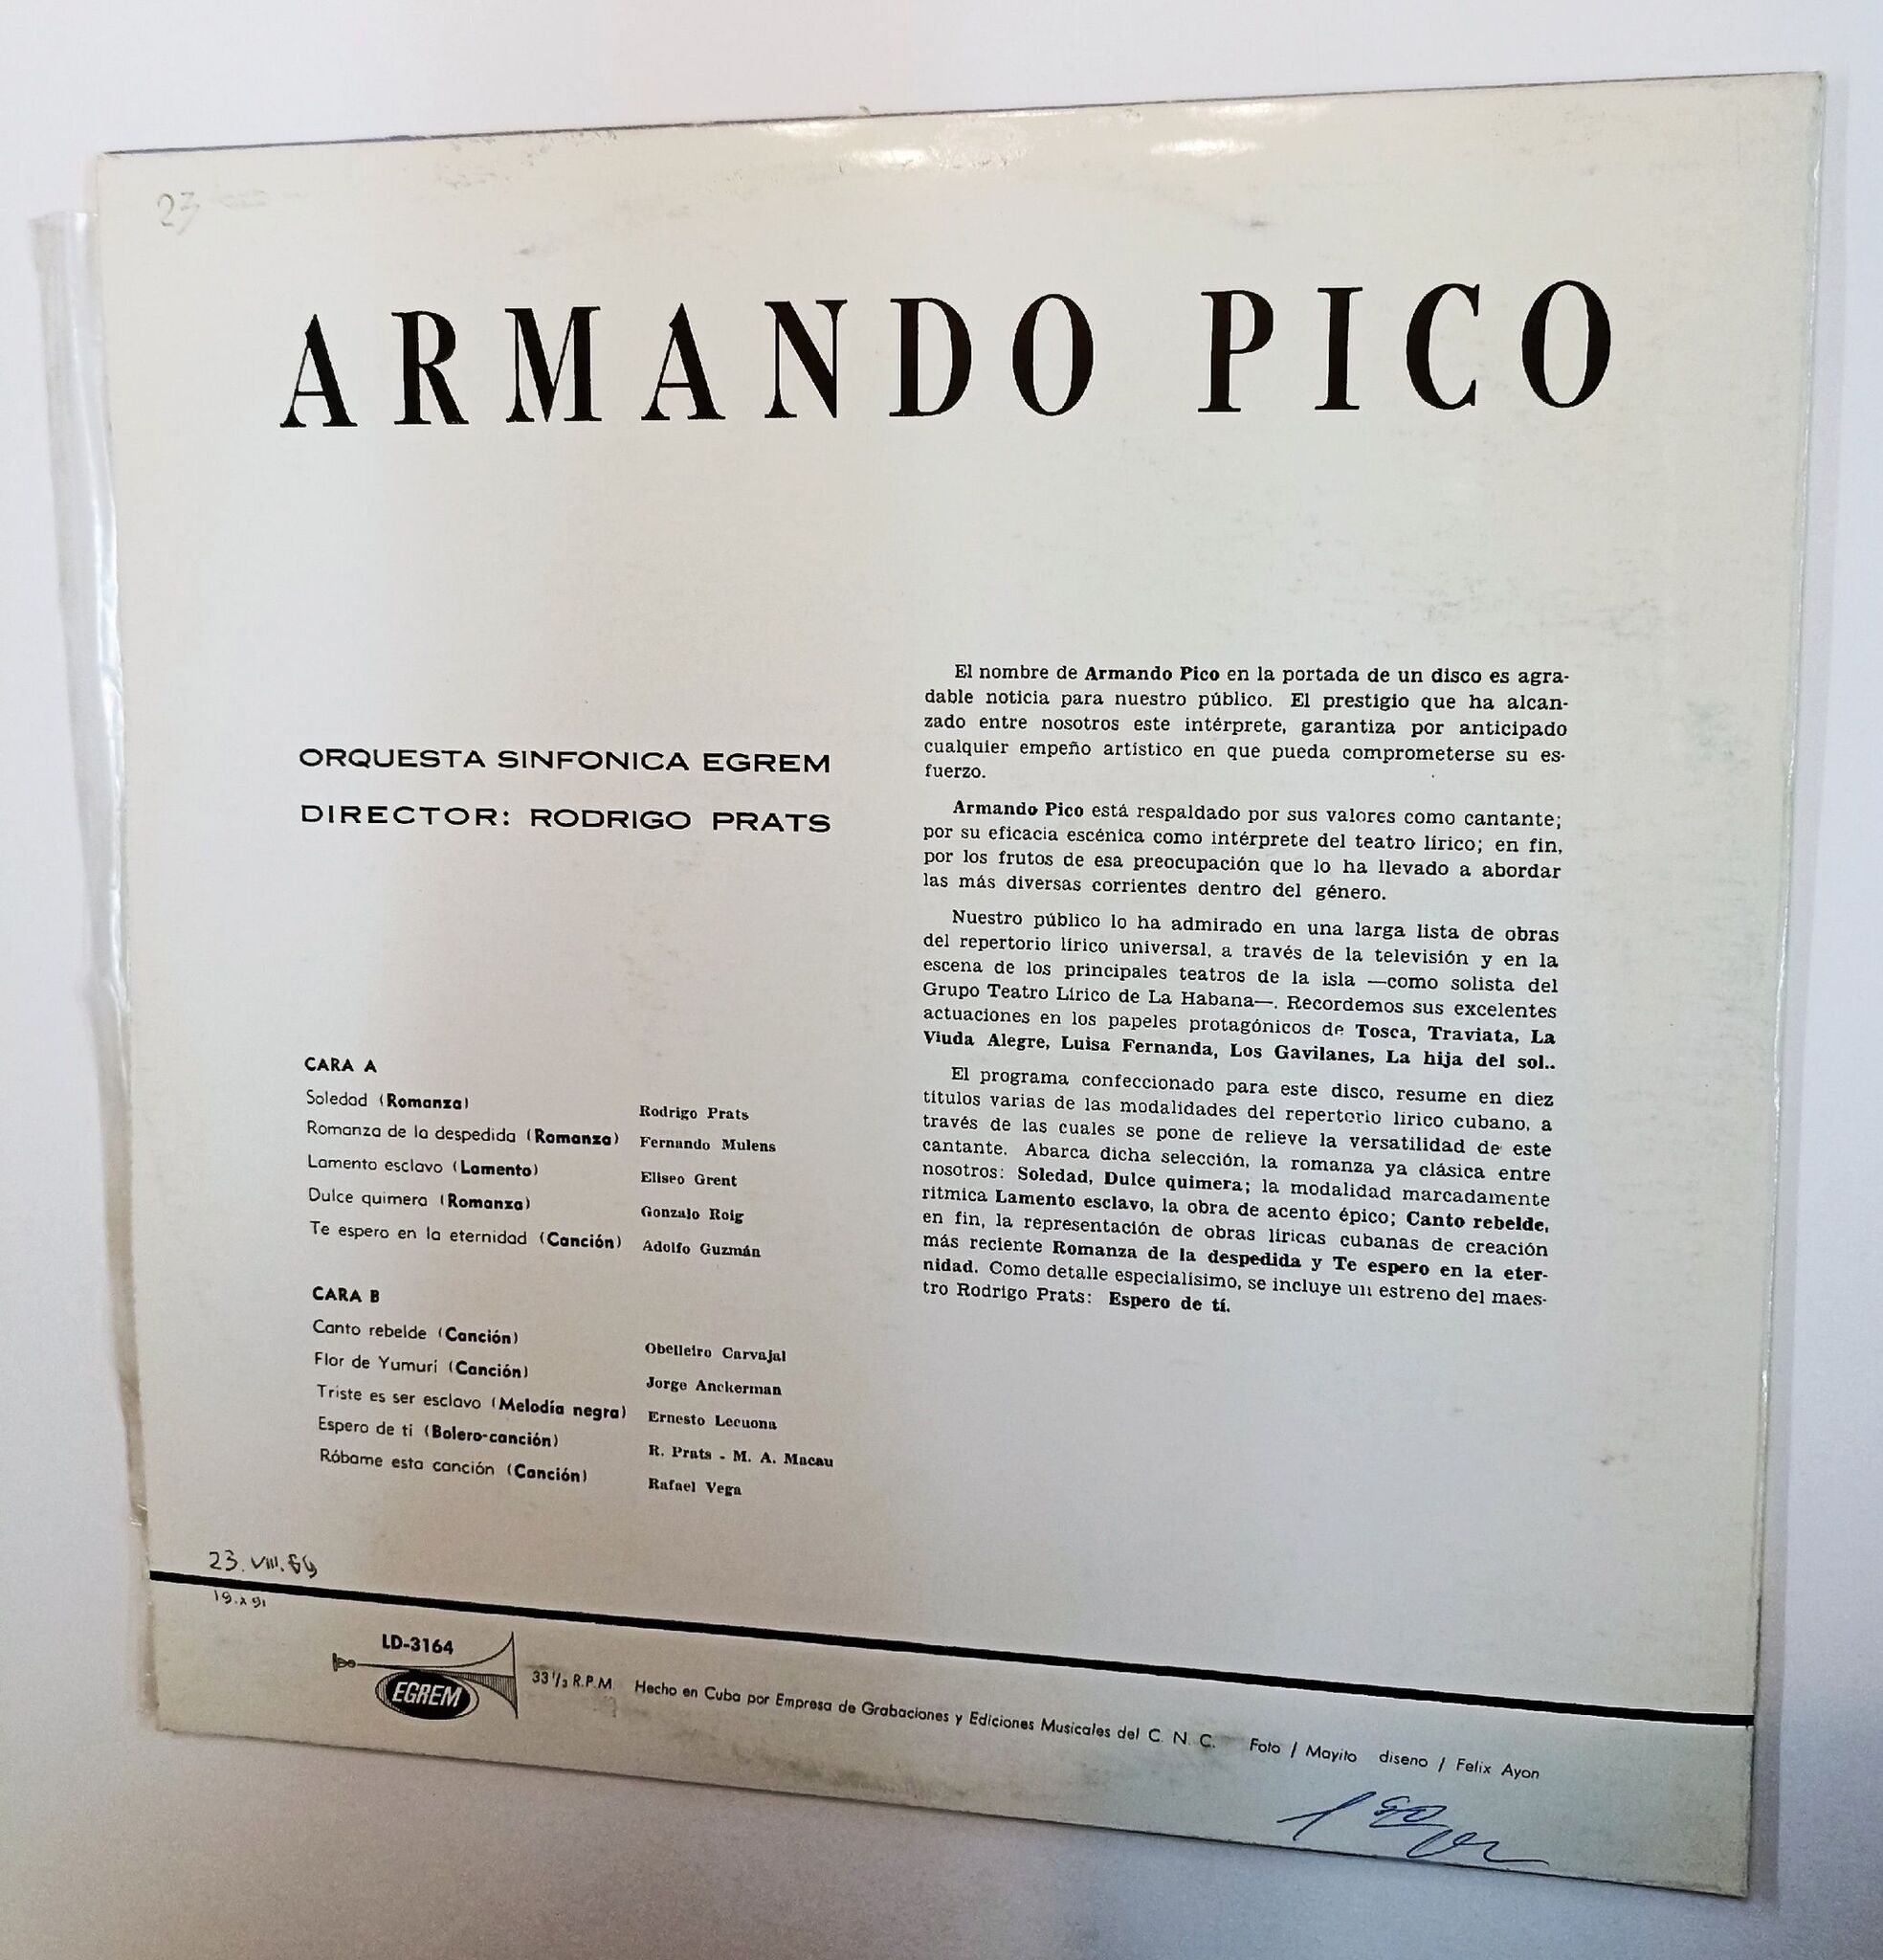 23
ARMANDO PICO
ORQUESTA SINFONICA EGREM
DIRECTOR: RODRIGO PRATS
CARA A
Soledad (Romanza) Rodrigo Prats
Romanza de la despedida (Romanza) Fernando Mulens
Lamento esclavo (Lamento) Eliseo Grent
Dulce quimera (Romanza) Gonzalo Roig
Te espero en la eternidad (Canción) Adolfo Guzmán
CARA B
Canto rebelde (Canción) Obelleiro Carvajal
Flor de Yumurí (Canción) Jorge Anckerman
Triste es ser esclavo (Melodía negra) Ernesto Lecuona
Espero de ti (Bolero-canción) R. Prats - M. A. Macau
Róbame esta canción (Canción) Rafael Vega
El nombre de Armando Pico en la portada de un disco es agra-
dable noticia para nuestro público. El prestigio que ha alcan-
zado entre nosotros este intérprete, garantiza por anticipado
cualquier empeño artístico en que pueda comprometerse su es-
fuerzo.
Armando Pico está respaldado por sus valores como cantante;
por su eficacia escénica como intérprete del teatro lírico; en fin,
por los frutos de esa preocupación que lo ha llevado a abordar
las más diversas corrientes dentro del género.
Nuestro público lo ha admirado en una larga lista de obras
del repertorio lírico universal, a través de la televisión y en la
escena de los principales teatros de la isla —como solista del
Grupo Teatro Lírico de La Habana—. Recordemos sus excelentes
actuaciones en los papeles protagónicos de Tosca, Traviata, La
Viuda Alegre, Luisa Fernanda, Los Gavilanes, La hija del sol..
El programa confeccionado para este disco, resume en diez
títulos varias de las modalidades del repertorio lírico cubano, a
través de las cuales se pone de relieve la versatilidad de este
cantante. Abarca dicha selección, la romanza ya clásica entre
nosotros: Soledad, Dulce quimera; la modalidad marcadamente
rítmica Lamento esclavo, la obra de acento épico; Canto rebelde,
en fin, la representación de obras líricas cubanas de creación
más reciente Romanza de la despedida y Te espero en la eter-
nidad. Como detalle especialísimo, se incluye un estreno del maes-
tro Rodrigo Prats: Espero de tí.
23. VIII.
19. X 91
LD-3164
EGREM
33 1/3 R.P.M Hecho en Cuba por Empresa de Grabaciones y Ediciones Musicales del C. N. C. Foto / Mayito diseno / Felix Ayon